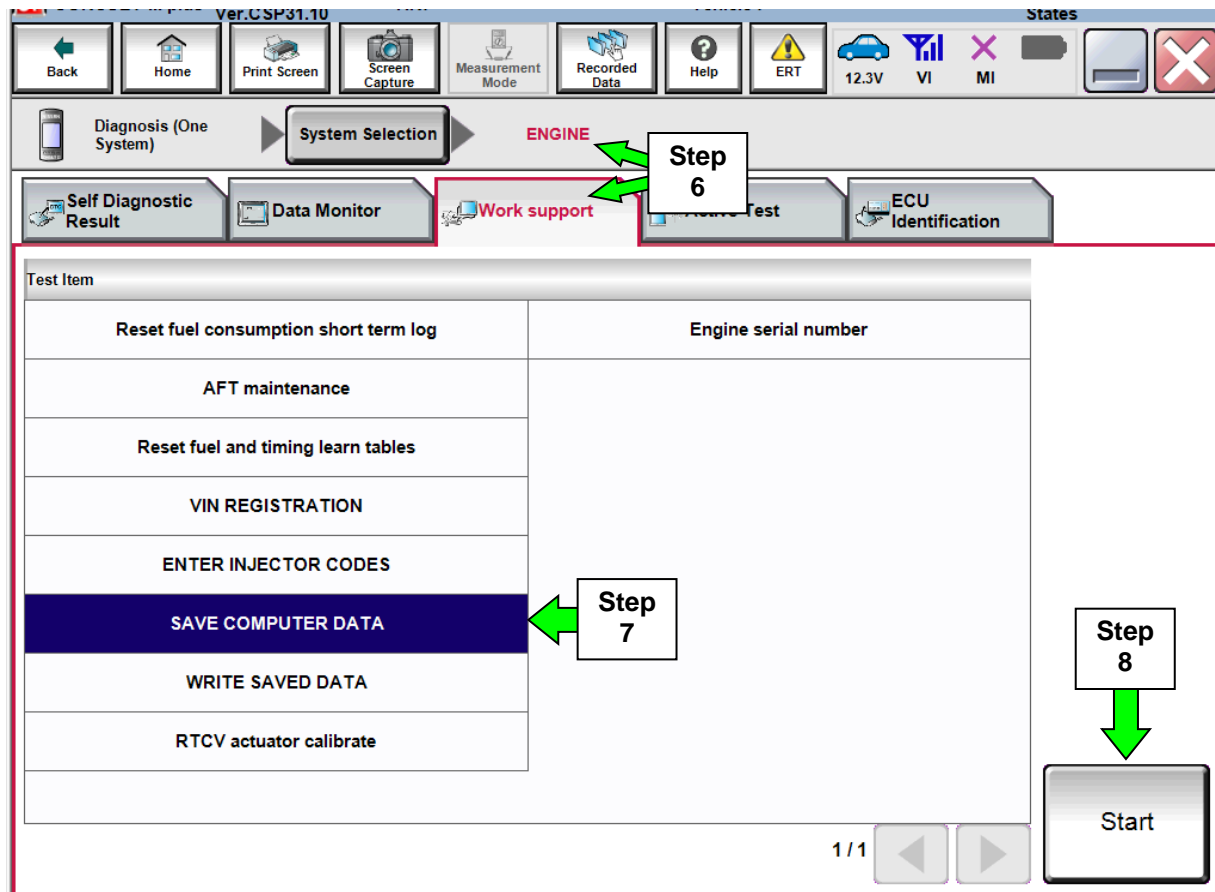 Ver.CSP31.10
States
Back
Home
Print Screen
Screen
Capture
Measurement
Mode
Recorded
Data
Help
ERT
12.3V
VI
MI
Diagnosis (One
System)
System Selection
ENGINE
Step
6
Self Diagnostic
Result
Data Monitor
Work support
Test
ECU
Identification
Test Item
Reset fuel consumption short term log
Engine serial number
AFT maintenance
Reset fuel and timing learn tables
VIN REGISTRATION
ENTER INJECTOR CODES
SAVE COMPUTER DATA
Step
7
WRITE SAVED DATA
RTCV actuator calibrate
Step
8
Start
1/1